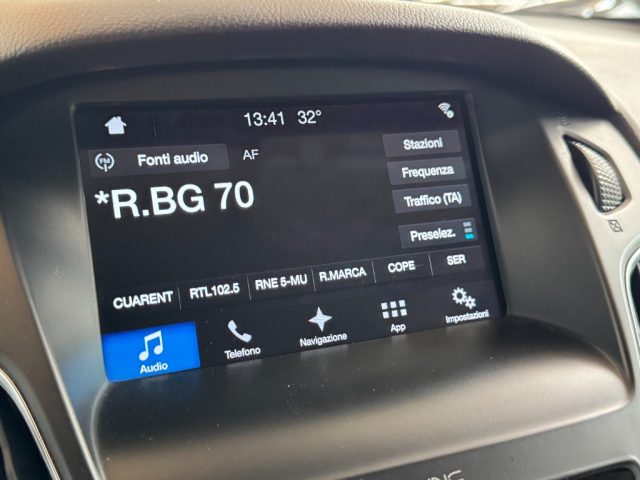 13:41 32°
FM Fonti audio AF
Stazioni
*R.BG 70
Frequenza
Traffico (TA)
Preselez.
CUARENT RTL102.5 RNE 5-MU R.MARCA COPE SER
Audio Telefono Navigazione App Impostazioni